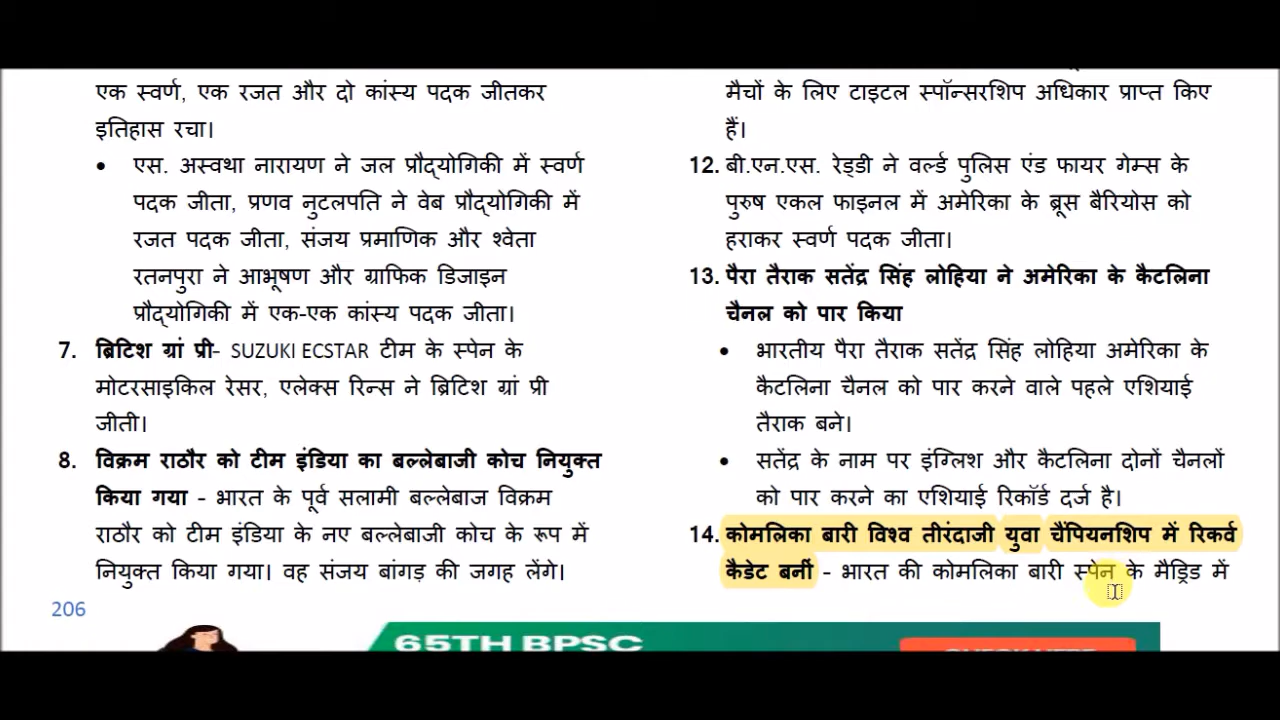 एक स्वर्ण, एक रजत और दो कांस्य पदक जीतकर
इतिहास रचा।
• एस. अस्वथा नारायण ने जल प्रौद्योगिकी में स्वर्ण
पदक जीता, प्रणव नुटलपति ने वेब प्रौद्योगिकी में
रजत पदक जीता, संजय प्रमाणिक और श्वेता
रतनपुरा ने आभूषण और ग्राफिक डिजाइन
प्रौद्योगिकी में एक-एक कांस्य पदक जीता।
7. ब्रिटिश ग्रां प्री- SUZUKI ECSTAR टीम के स्पेन के
मोटरसाइकिल रेसर, एलेक्स रिन्स ने ब्रिटिश ग्रां प्री
जीती।
8. विक्रम राठौर को टीम इंडिया का बल्लेबाजी कोच नियुक्त
किया गया - भारत के पूर्व सलामी बल्लेबाज विक्रम
राठौर को टीम इंडिया के नए बल्लेबाजी कोच के रूप में
नियुक्त किया गया। वह संजय बांगड़ की जगह लेंगे।
206
मैचों के लिए टाइटल स्पॉन्सरशिप अधिकार प्राप्त किए
हैं।
12. बी.एन.एस. रेड्डी ने वर्ल्ड पुलिस एंड फायर गेम्स के
पुरुष एकल फाइनल में अमेरिका के ब्रूस बैरियोस को
हराकर स्वर्ण पदक जीता।
13. पैरा तैराक सतेंद्र सिंह लोहिया ने अमेरिका के कैटलिना
चैनल को पार किया
• भारतीय पैरा तैराक सतेंद्र सिंह लोहिया अमेरिका के
कैटलिना चैनल को पार करने वाले पहले एशियाई
तैराक बने।
• सतेंद्र के नाम पर इंग्लिश और कैटलिना दोनों चैनलों
को पार करने का एशियाई रिकॉर्ड दर्ज है।
14. कोमलिका बारी विश्व तीरंदाजी युवा चैंपियनशिप में रिकर्व
कैडेट बनीं - भारत की कोमलिका बारी स्पेन के मैड्रिड में
65TH BPSC